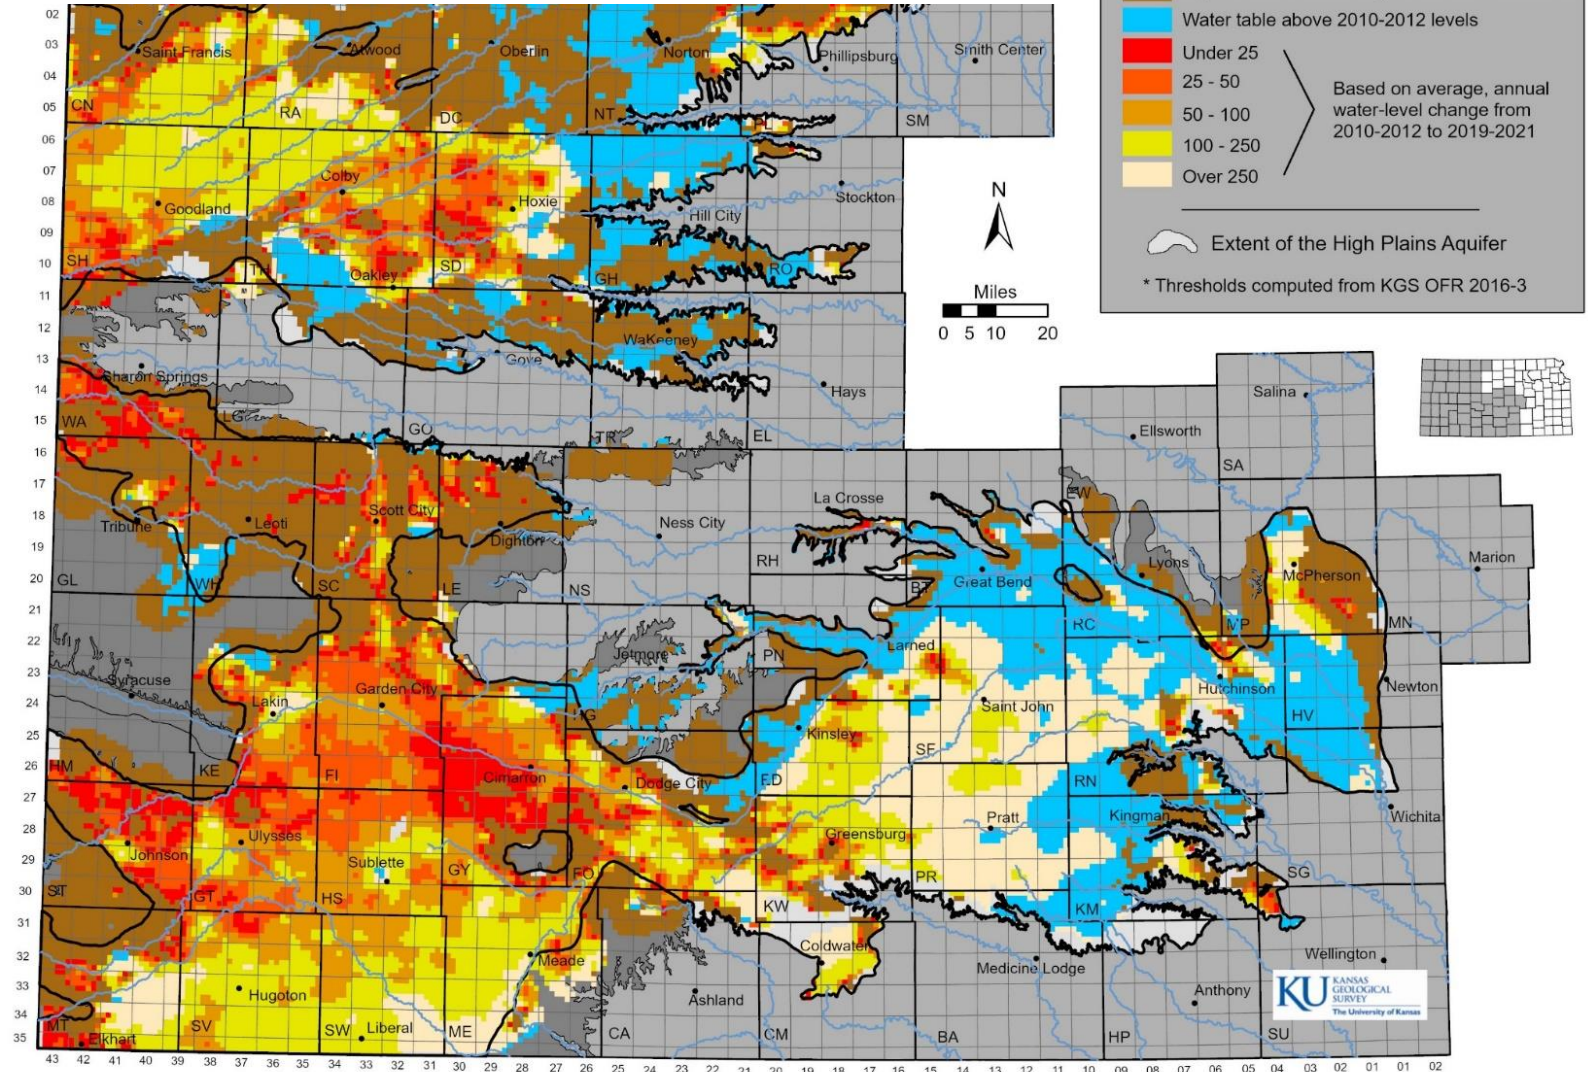 Water table above 2010-2012 levels
Under 25
25 - 50
50 - 100
100 - 250
Over 250
Based on average, annual
water-level change from
2010-2012 to 2019-2021
Extent of the High Plains Aquifer
* Thresholds computed from KGS OFR 2016-3
N
Miles
0 5 10 20
02
03
04
05
06
07
08
09
10
11
12
13
14
15
16
17
18
19
20
21
22
23
24
25
26
27
28
29
30
31
32
33
34
35
Saint Francis
Atwood
Oberlin
Norton
Phillipsburg
Smith Center
CN
RA
DC
NT
PL
SM
Colby
Goodland
Hoxie
Hill City
Stockton
SH
TH
Oakley
SD
GH
RO
WaKeeney
Gove
Sharon Springs
Hays
WA
LG
GO
TR
EL
Salina
Ellsworth
SA
EW
Tribune
Leoti
Scott City
Dighton
Ness City
La Crosse
RH
Great Bend
Lyons
McPherson
Marion
GL
WH
SC
LE
NS
BT
RC
MP
MN
Jetmore
PN
Larned
Syracuse
Lakin
Garden City
Saint John
Hutchinson
Newton
HG
Kinsley
SF
HV
HM
KE
FI
Cimarron
Dodge City
ED
RN
Ulysses
Johnson
Sublette
Greensburg
Pratt
Kingman
Wichita
ST
GT
HS
GY
FO
KW
PR
KM
SG
Coldwater
Meade
Medicine Lodge
Wellington
Hugoton
Ashland
Anthony
MT
Elkhart
SV
SW
Liberal
ME
CA
CM
BA
HP
SU
KU KANSAS
GEOLOGICAL
SURVEY
The University of Kansas
43 42 41 40 39 38 37 36 35 34 33 32 31 30 29 28 27 26 25 24 23 22 21 20 19 18 17 16 15 14 13 12 11 10 09 08 07 06 05 04 03 02 01 01 02